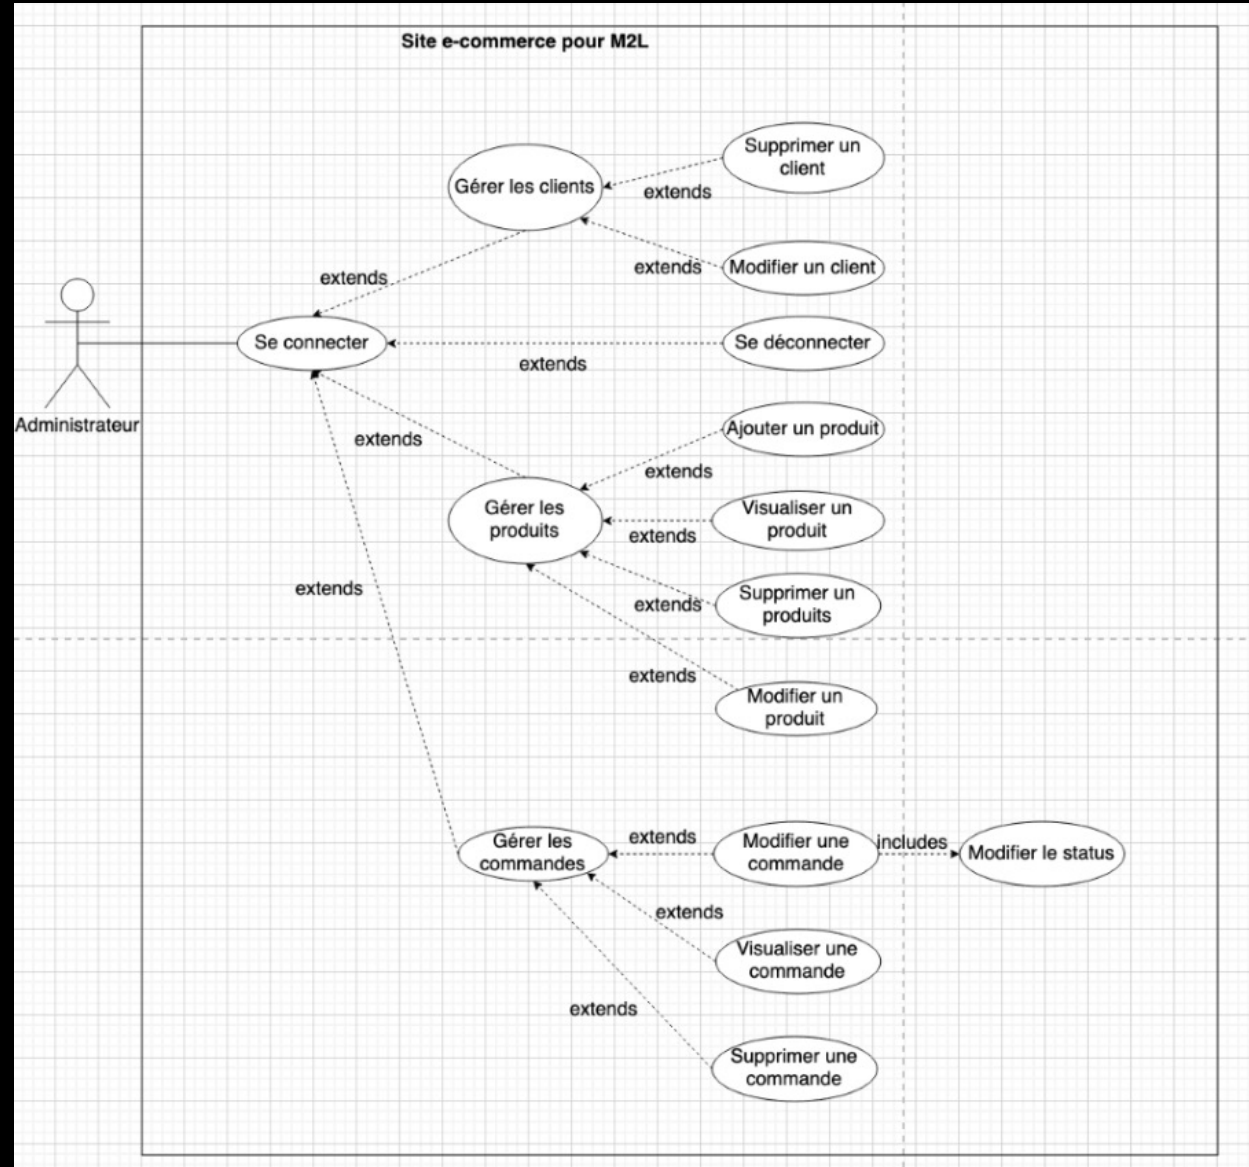 Site e-commerce pour M2L
Supprimer un
client
Gérer les clients
extends
extends
Modifier un client
extends
Se connecter
Se déconnecter
extends
Administrateur
Ajouter un produit
extends
extends
Gérer les
produits
Visualiser un
produit
extends
Supprimer un
produits
extends
extends
extends
Modifier un
produit
Gérer les
commandes
extends
Modifier une
commande
includes
Modifier le status
extends
Visualiser une
commande
extends
Supprimer une
commande